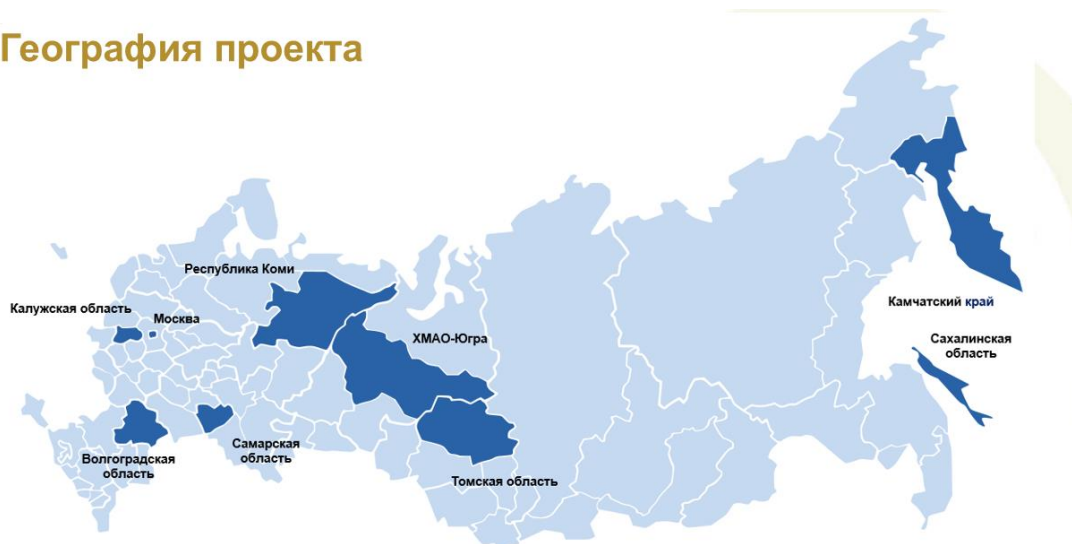 География проекта
Республика Коми
Калужская область
Москва
ХМАО-Югра
Камчатский край
Сахалинская
область
Самарская
область
Волгоградская
область
Томская область